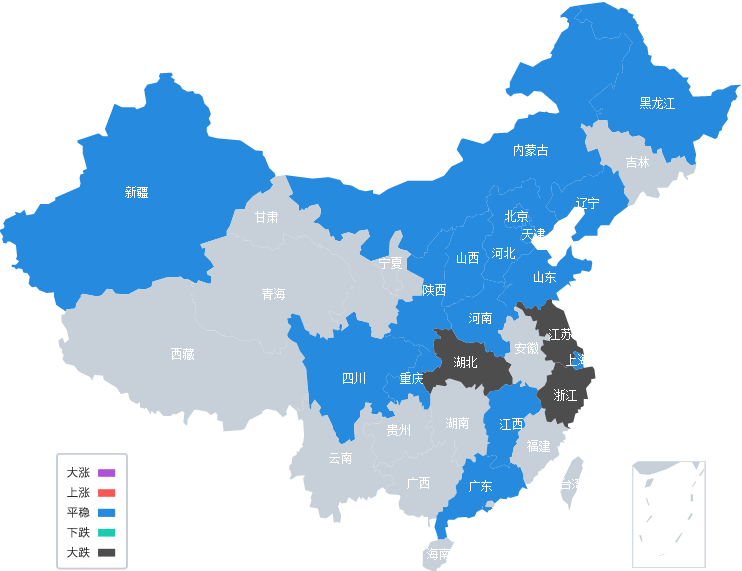 黑龙江
内蒙古
吉林
新疆
辽宁
甘肃
北京
天津
山西
河北
宁夏
山东
陕西
青海
河南
江苏
安徽
西藏
湖北
上海
四川
重庆
浙江
湖南
江西
贵州
福建
云南
广西
广东
台湾
海南
大涨
上涨
平稳
下跌
大跌